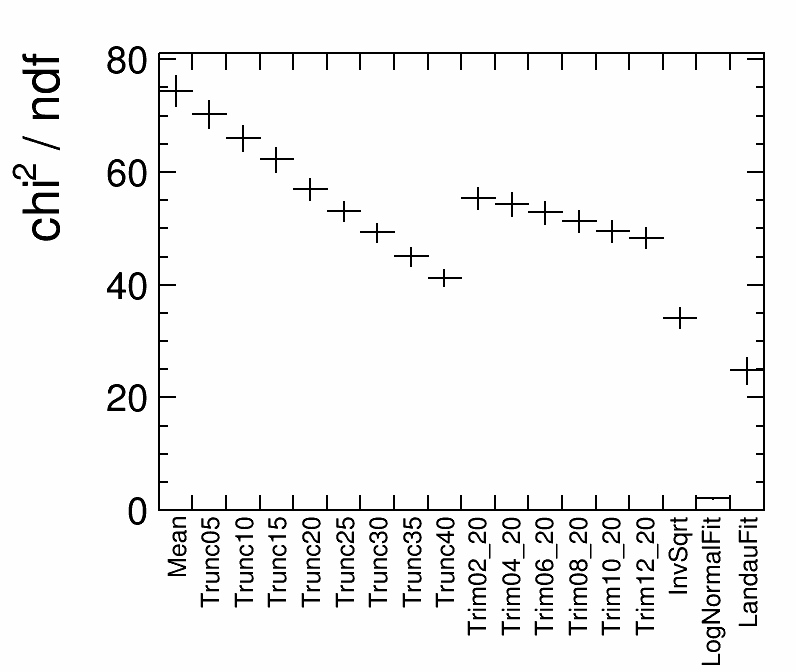 chi2 / ndf
80
60
40
20
0
Mean
Trunc05
Trunc10
Trunc15
Trunc20
Trunc25
Trunc30
Trunc35
Trunc40
Trim02_20
Trim04_20
Trim06_20
Trim08_20
Trim10_20
Trim12_20
InvSqrt
LogNormalFit
LandauFit